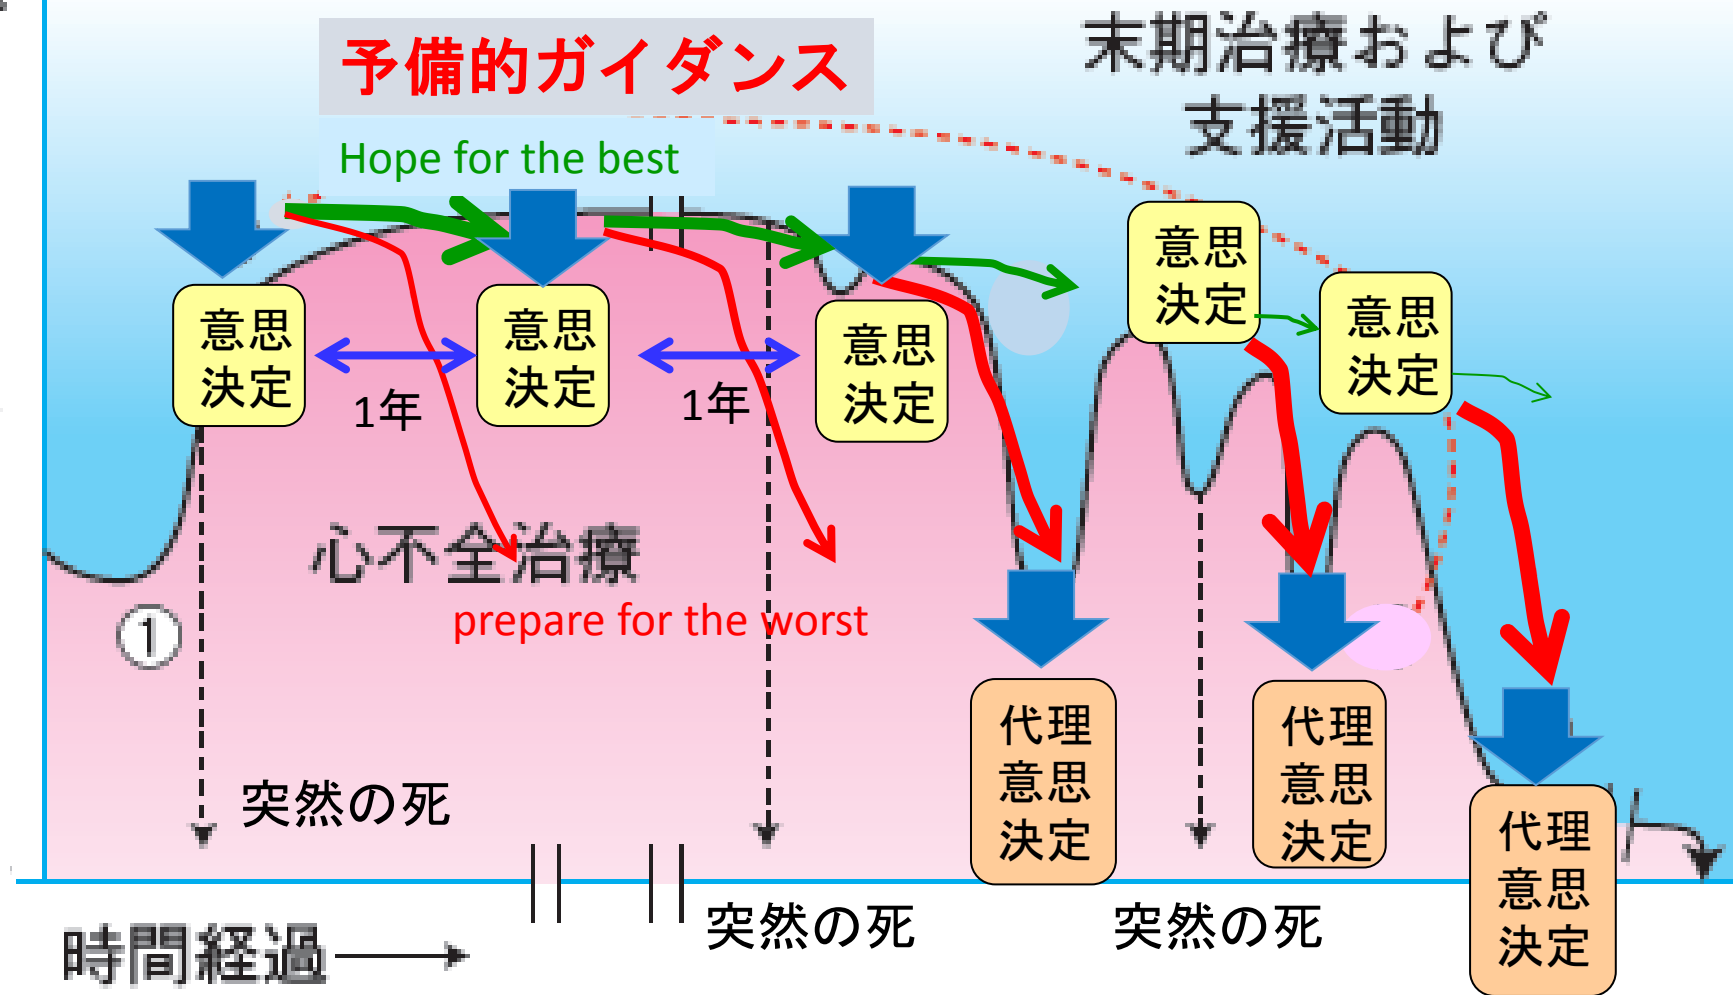 予備的ガイダンス
末期治療および
支援活動
Hope for the best
意思
決定
意思
決定
意思
決定
意思
決定
意思
決定
1年
1年
心不全治療
prepare for the worst
①
突然の死
代理
意思
決定
代理
意思
決定
代理
意思
決定
突然の死
突然の死
時間経過